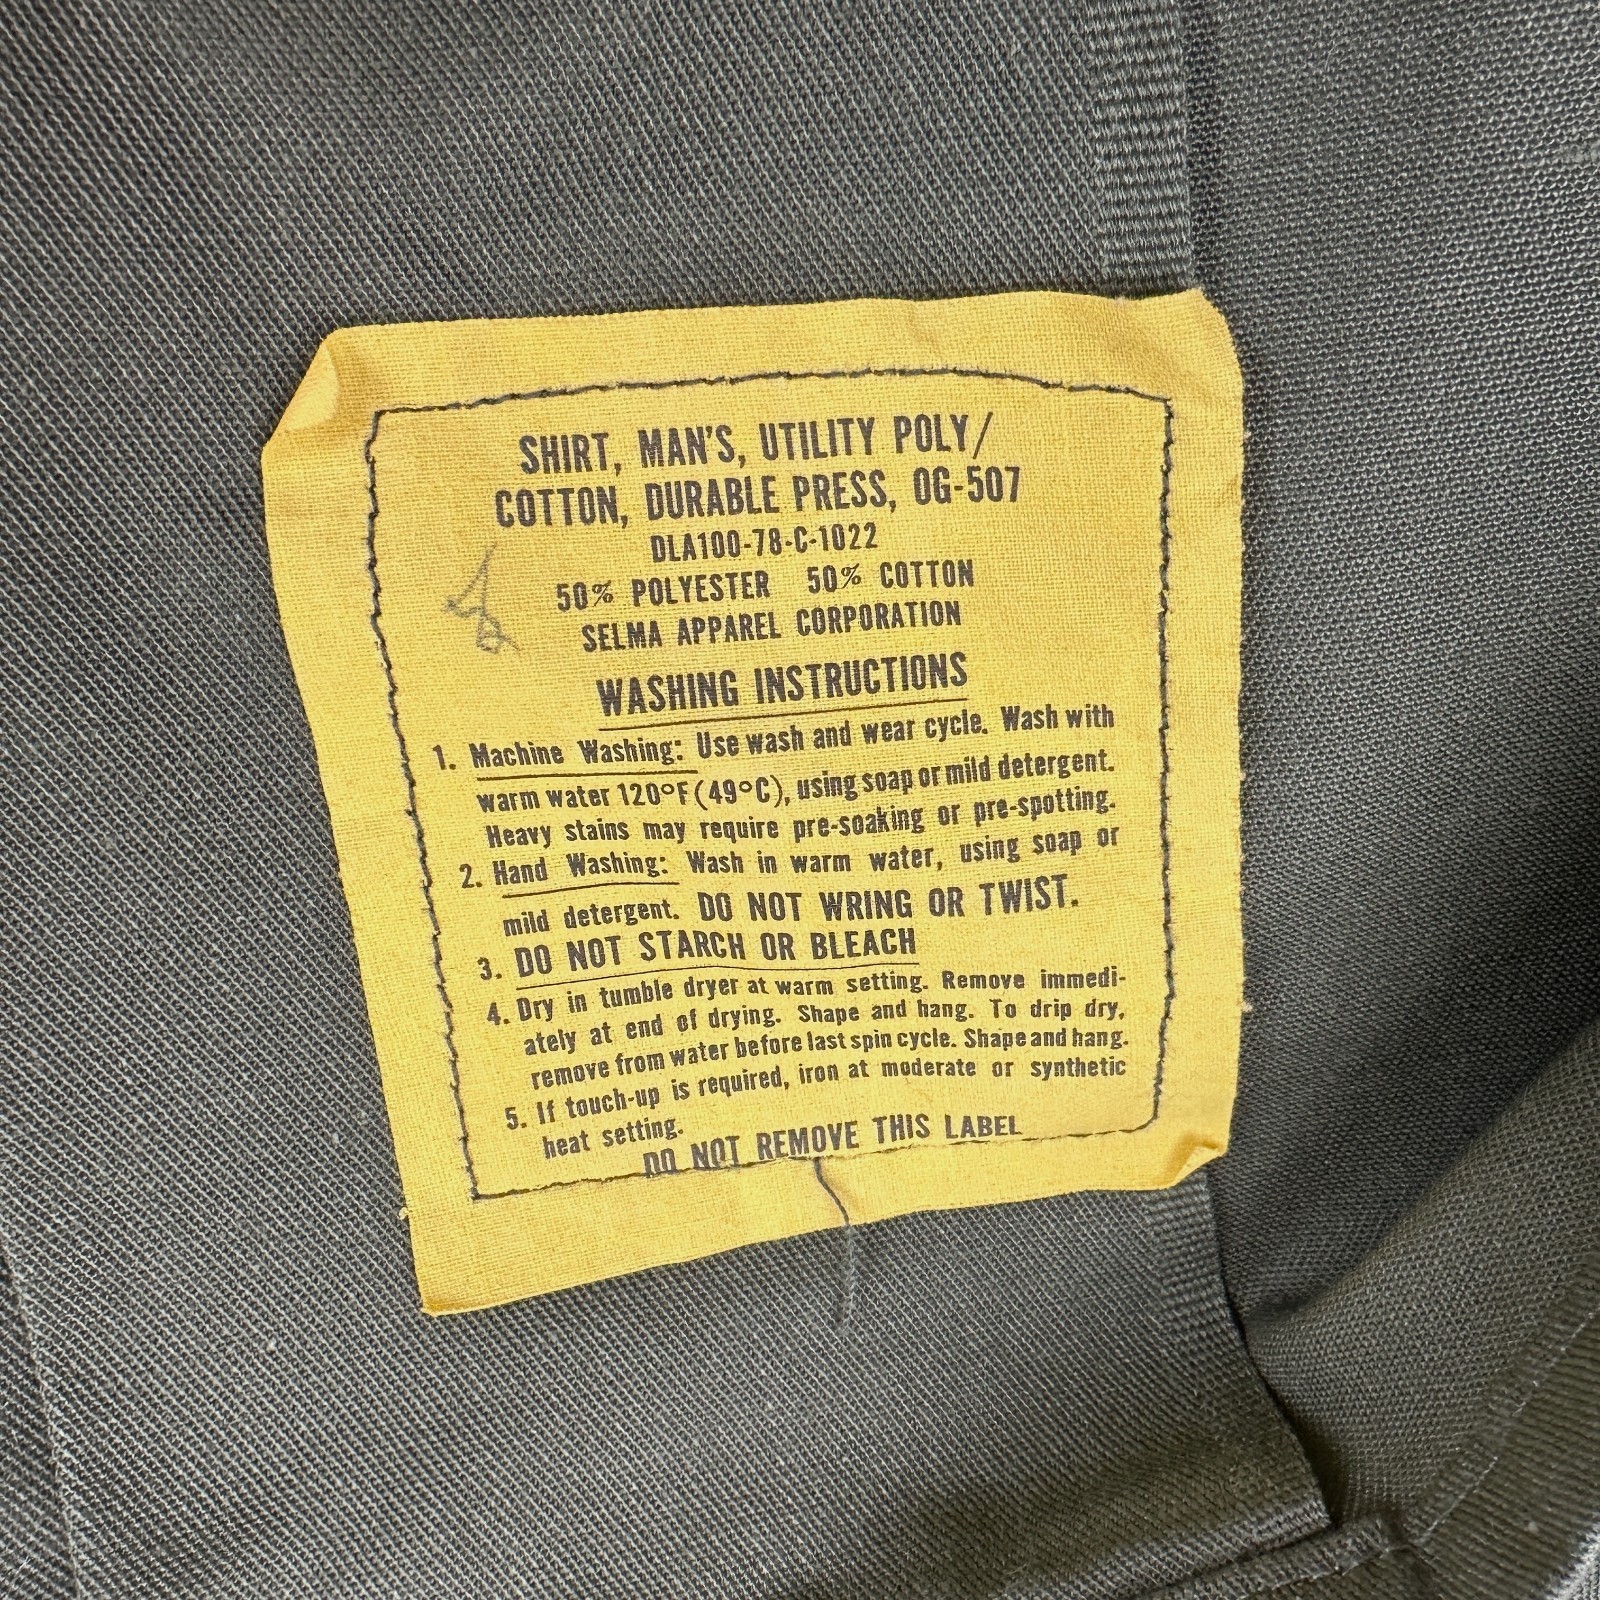 SHIRT, MAN'S, UTILITY POLY/
COTTON, DURABLE PRESS, OG-507
DLA100-78-C-1022
50% POLYESTER 50% COTTON
SELMA APPAREL CORPORATION
WASHING INSTRUCTIONS
1. Machine Washing: Use wash and wear cycle. Wash with
warm water 120°F (49°C), using soap or mild detergent.
Heavy stains may require pre-soaking or pre-spotting.
2. Hand Washing: Wash in warm water, using soap or
mild detergent. DO NOT WRING OR TWIST.
3. DO NOT STARCH OR BLEACH
4. Dry in tumble dryer at warm setting. Remove immedi-
ately at end of drying. Shape and hang. To drip dry,
remove from water before last spin cycle. Shape and hang.
5. If touch-up is required, iron at moderate or synthetic
heat setting.
DO NOT REMOVE THIS LABEL